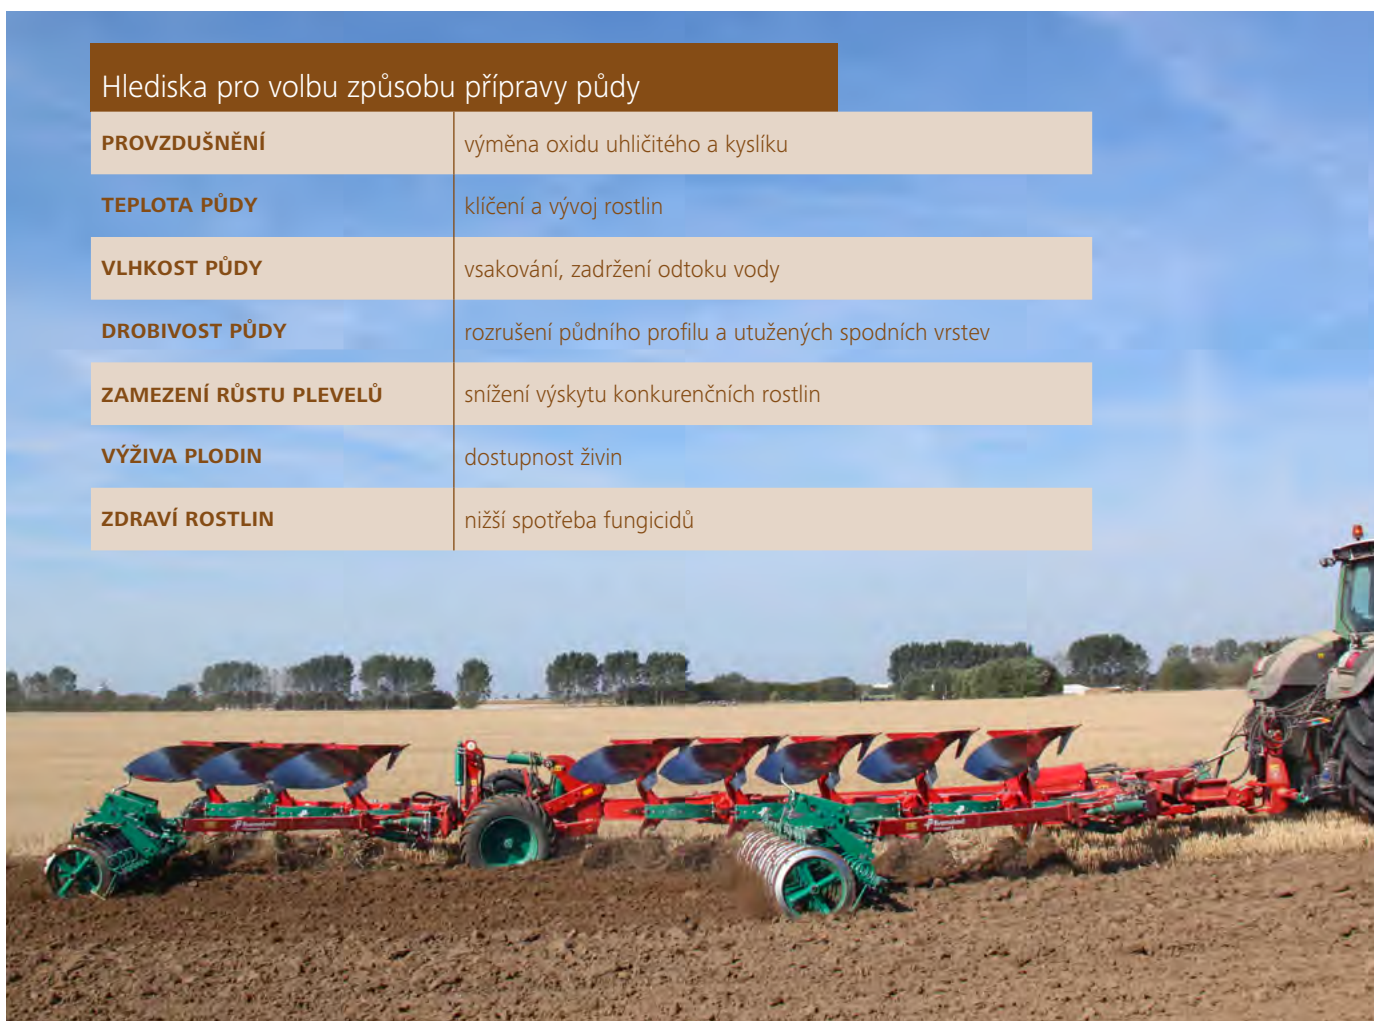 Hlediska pro volbu způsobu přípravy půdy
PROVZDUŠNĚNÍ výměna oxidu uhličitého a kyslíku
TEPLOTA PŮDY klíčení a vývoj rostlin
VLHKOST PŮDY vsakování, zadržení odtoku vody
DROBIVOST PŮDY rozrušení půdního profilu a utužených spodních vrstev
ZAMEZENÍ RŮSTU PLEVELŮ snížení výskytu konkurenčních rostlin
VÝŽIVA PLODIN dostupnost živin
ZDRAVÍ ROSTLIN nižší spotřeba fungicidů